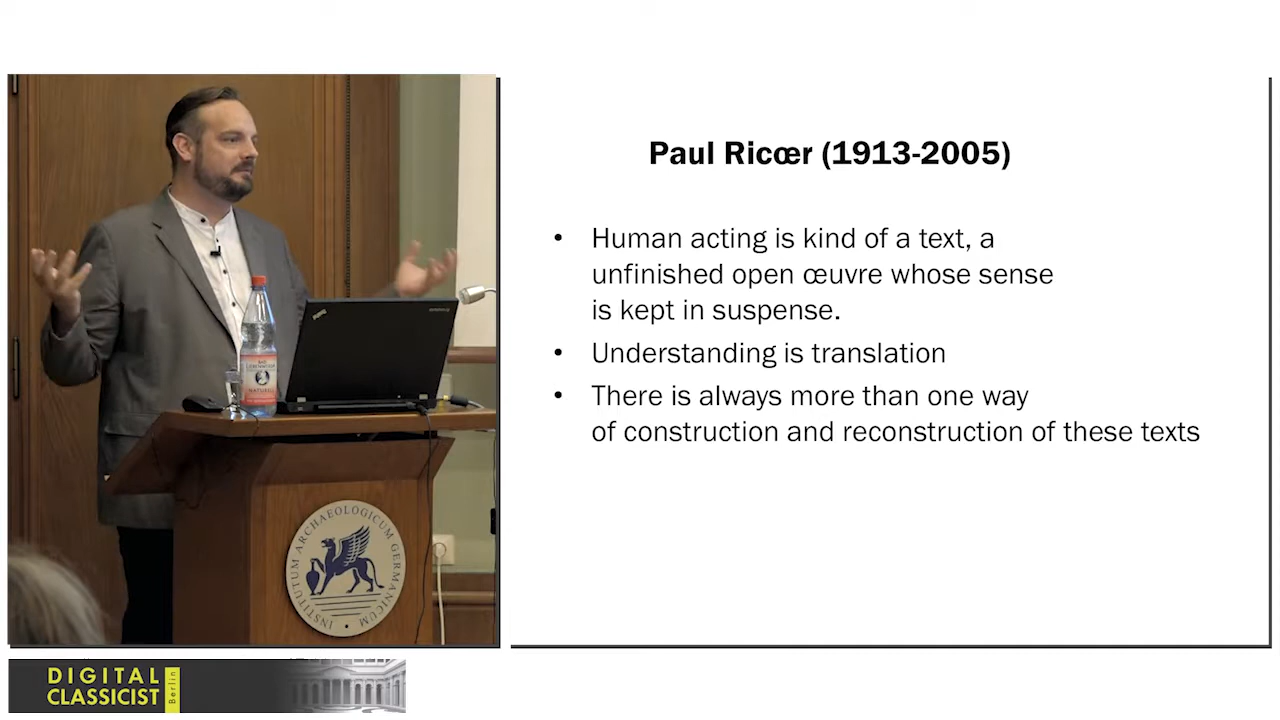 Paul Ricœr (1913-2005)
• Human acting is kind of a text, a
unfinished open œuvre whose sense
is kept in suspense.
• Understanding is translation
• There is always more than one way
of construction and reconstruction of these texts
INSTITUTUM ARCHAEOLOGICUM GERMANICUM
NATURELL
DIGITAL
CLASSICIST
Berlin